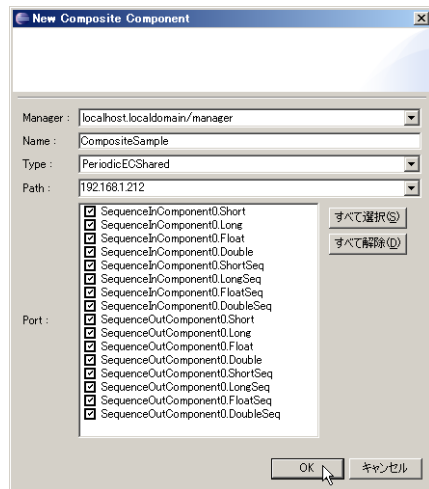 New Composite Component
Manager : localhost.localdomain/manager
Name : CompositeSample
Type : PeriodicECShared
Path : 192.168.1.212
Port :
SequenceInComponent0.Short
SequenceInComponent0.Long
SequenceInComponent0.Float
SequenceInComponent0.Double
SequenceInComponent0.ShortSeq
SequenceInComponent0.LongSeq
SequenceInComponent0.FloatSeq
SequenceInComponent0.DoubleSeq
SequenceOutComponent0.Short
SequenceOutComponent0.Long
SequenceOutComponent0.Float
SequenceOutComponent0.Double
SequenceOutComponent0.ShortSeq
SequenceOutComponent0.LongSeq
SequenceOutComponent0.FloatSeq
SequenceOutComponent0.DoubleSeq
すべて選択(S)
すべて解除(D)
OK キャンセル